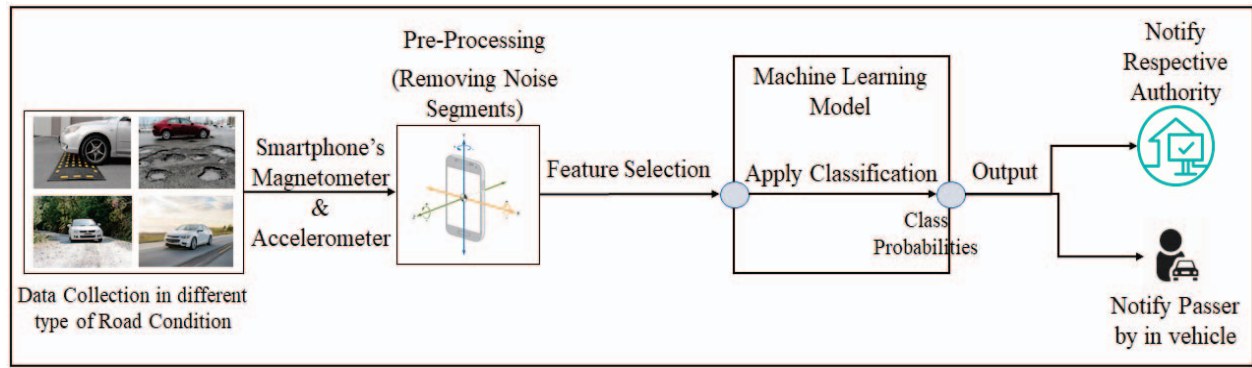 Data Collection in different
type of Road Condition
Smartphone's
Magnetometer
&
Accelerometer
Pre-Processing
(Removing Noise
Segments)
Feature Selection
Machine Learning
Model
Apply Classification
Class
Probabilities
Output
Notify
Respective
Authority
Notify Passer
by in vehicle